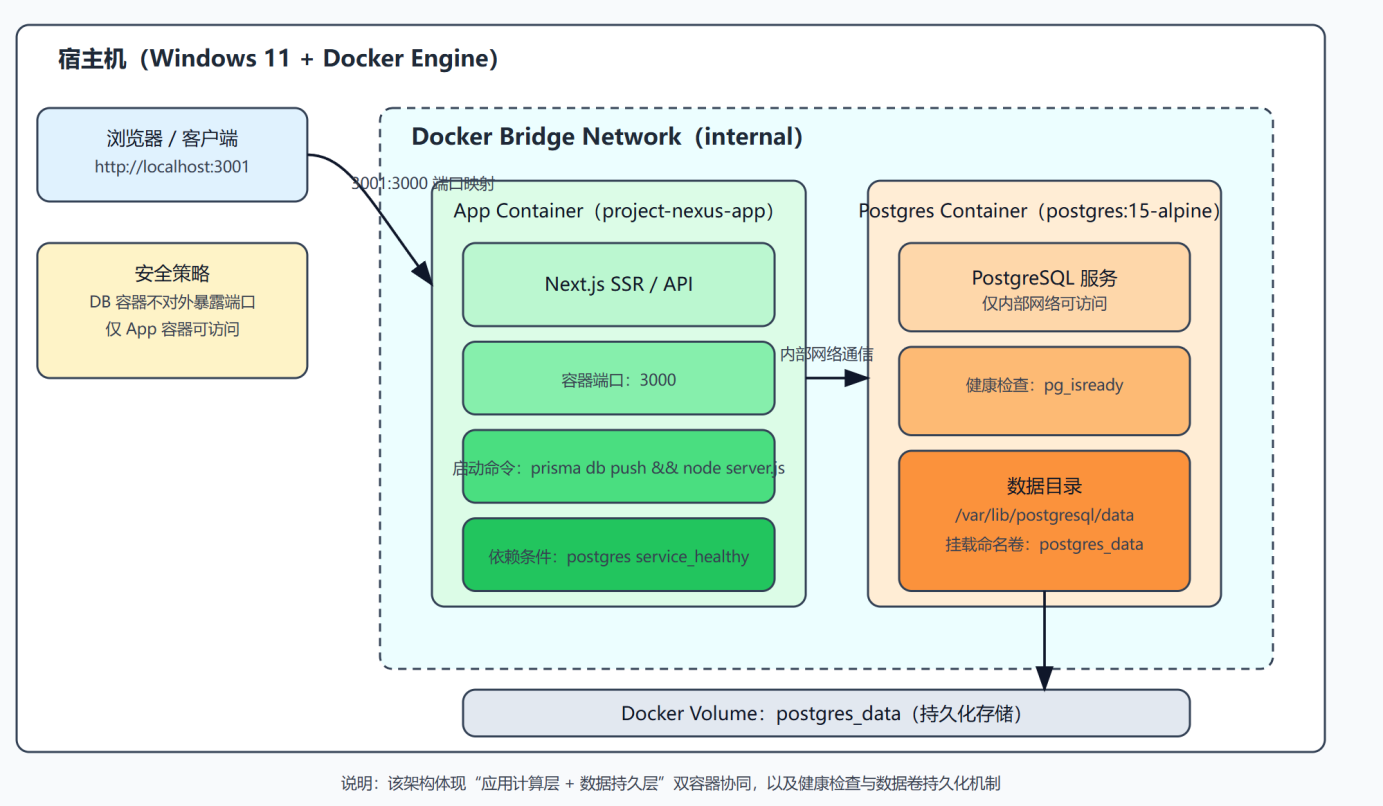 宿主机（Windows 11 + Docker Engine）
浏览器 / 客户端
http://localhost:3001
安全策略
DB 容器不对外暴露端口
仅 App 容器可访问
Docker Bridge Network（internal）
3001:3000 端口映射
App Container（project-nexus-app）
Next.js SSR / API
容器端口：3000
启动命令：prisma db push && node server.js
依赖条件：postgres service_healthy
内部网络通信
Postgres Container（postgres:15-alpine）
PostgreSQL 服务
仅内部网络可访问
健康检查：pg_isready
数据目录
/var/lib/postgresql/data
挂载命名卷：postgres_data
Docker Volume：postgres_data（持久化存储）
说明：该架构体现“应用计算层 + 数据持久层”双容器协同，以及健康检查与数据卷持久化机制